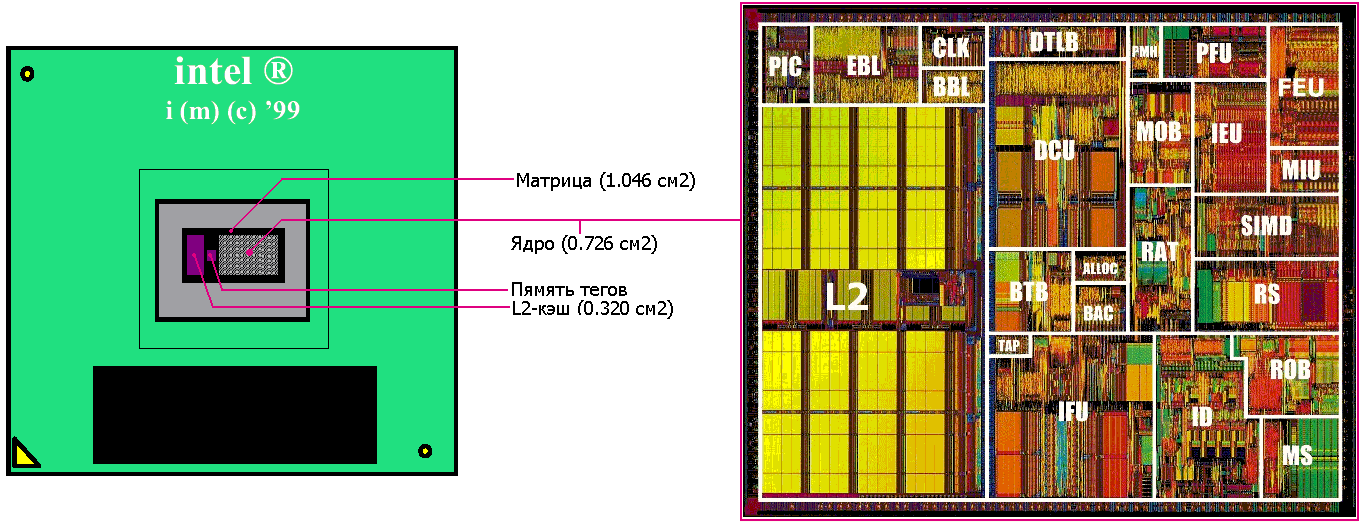 intel ®
i (m) (c) '99
Матрица (1.046 см2)
Ядро (0.726 см2)
Пямять тегов
L2-кэш (0.320 см2)
PIC
EBL
CLK
BBL
DTLB
PMH
PFU
FEU
DCU
MOB
IEU
MIU
SIMD
RAT
ALLOC
BTB
BAC
RS
L2
TAP
IFU
ID
ROB
MS